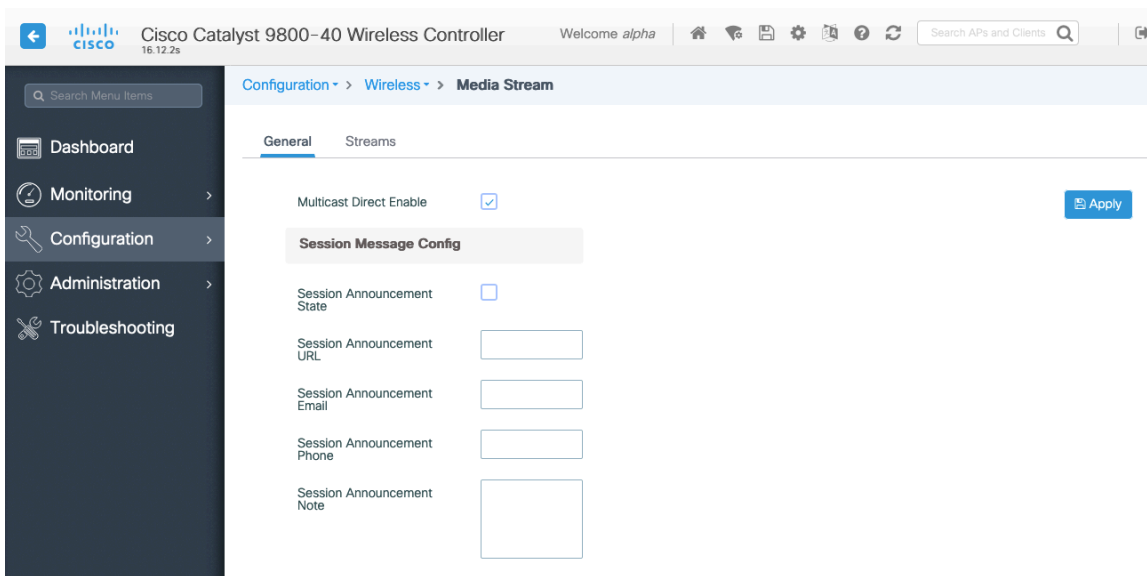 CISCO
Cisco Catalyst 9800-40 Wireless Controller
16.12.2s
Welcome alpha
Search APs and Clients
Search Menu Items
Dashboard
Monitoring
Configuration
Administration
Troubleshooting
Configuration > Wireless > Media Stream
General Streams
Multicast Direct Enable
Apply
Session Message Config
Session Announcement
State
Session Announcement
URL
Session Announcement
Email
Session Announcement
Phone
Session Announcement
Note